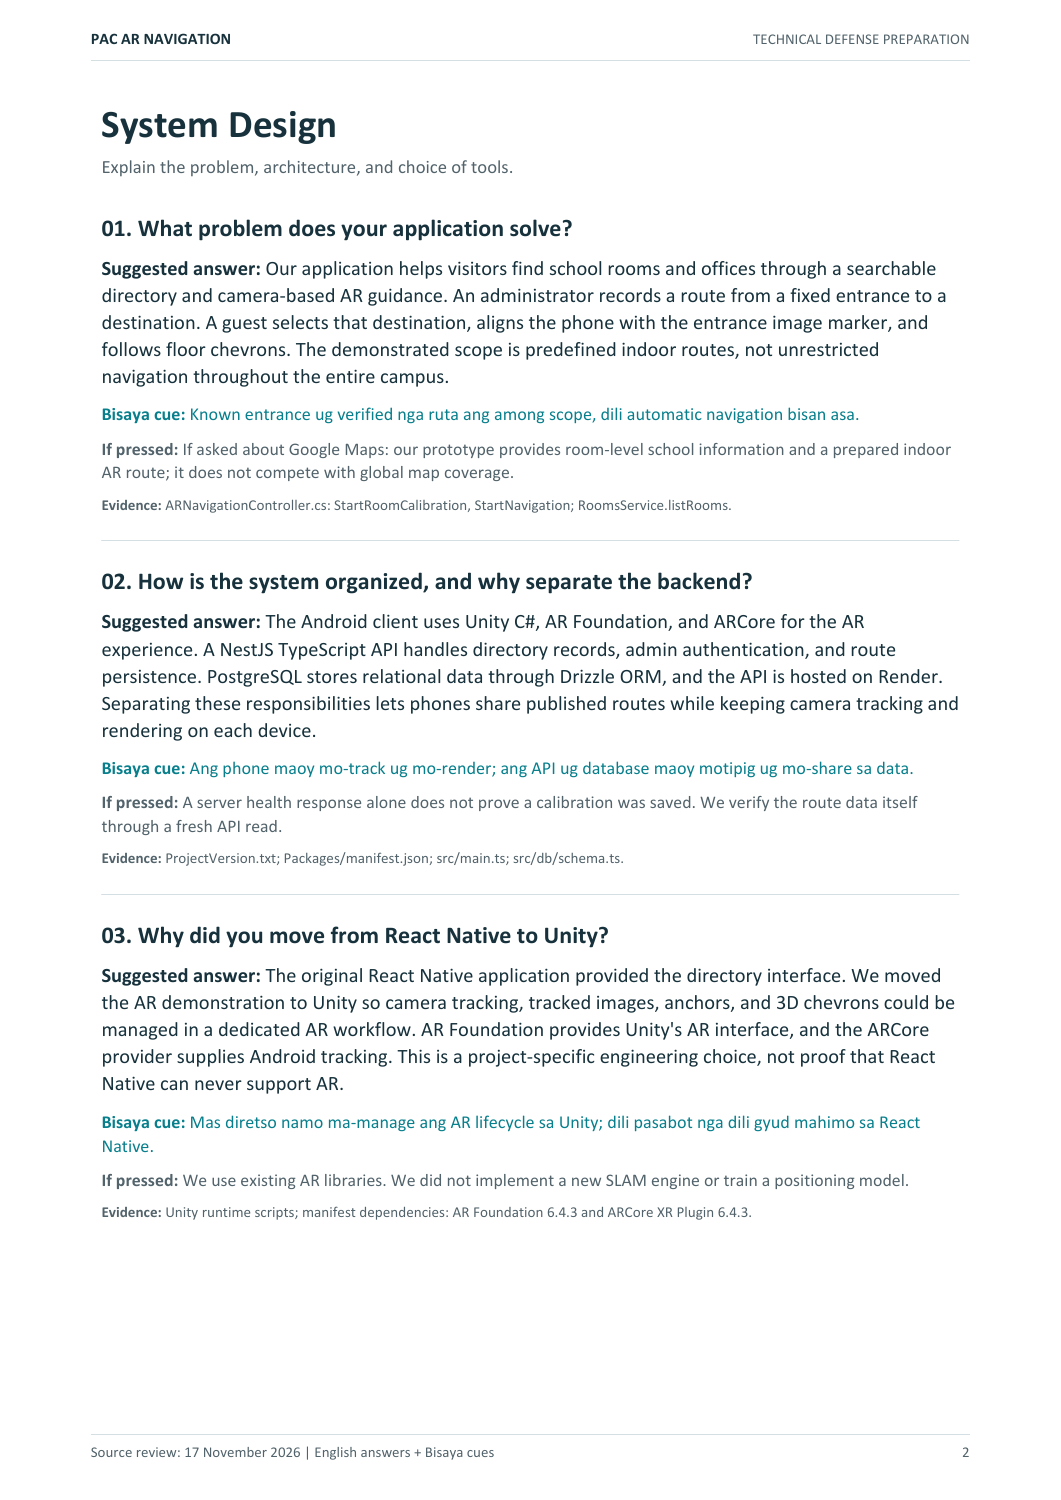 PAC AR NAVIGATION
TECHNICAL DEFENSE PREPARATION
System Design
Explain the problem, architecture, and choice of tools.
01. What problem does your application solve?
Suggested answer: Our application helps visitors find school rooms and offices through a searchable
directory and camera-based AR guidance. An administrator records a route from a fixed entrance to a
destination. A guest selects that destination, aligns the phone with the entrance image marker, and
follows floor chevrons. The demonstrated scope is predefined indoor routes, not unrestricted
navigation throughout the entire campus.
Bisaya cue: Known entrance ug verified nga ruta ang among scope, dili automatic navigation bisan asa.
If pressed: If asked about Google Maps: our prototype provides room-level school information and a prepared indoor
AR route; it does not compete with global map coverage.
Evidence: ARNavigationController.cs: StartRoomCalibration, StartNavigation; RoomsService.listRooms.
02. How is the system organized, and why separate the backend?
Suggested answer: The Android client uses Unity C#, AR Foundation, and ARCore for the AR
experience. A NestJS TypeScript API handles directory records, admin authentication, and route
persistence. PostgreSQL stores relational data through Drizzle ORM, and the API is hosted on Render.
Separating these responsibilities lets phones share published routes while keeping camera tracking and
rendering on each device.
Bisaya cue: Ang phone maoy mo-track ug mo-render; ang API ug database maoy motipig ug mo-share sa data.
If pressed: A server health response alone does not prove a calibration was saved. We verify the route data itself
through a fresh API read.
Evidence: ProjectVersion.txt; Packages/manifest.json; src/main.ts; src/db/schema.ts.
03. Why did you move from React Native to Unity?
Suggested answer: The original React Native application provided the directory interface. We moved
the AR demonstration to Unity so camera tracking, tracked images, anchors, and 3D chevrons could be
managed in a dedicated AR workflow. AR Foundation provides Unity's AR interface, and the ARCore
provider supplies Android tracking. This is a project-specific engineering choice, not proof that React
Native can never support AR.
Bisaya cue: Mas diretso namo ma-manage ang AR lifecycle sa Unity; dili pasabot nga dili gyud mahimo sa React
Native.
If pressed: We use existing AR libraries. We did not implement a new SLAM engine or train a positioning model.
Evidence: Unity runtime scripts; manifest dependencies: AR Foundation 6.4.3 and ARCore XR Plugin 6.4.3.
Source review: 17 November 2026 | English answers + Bisaya cues
2